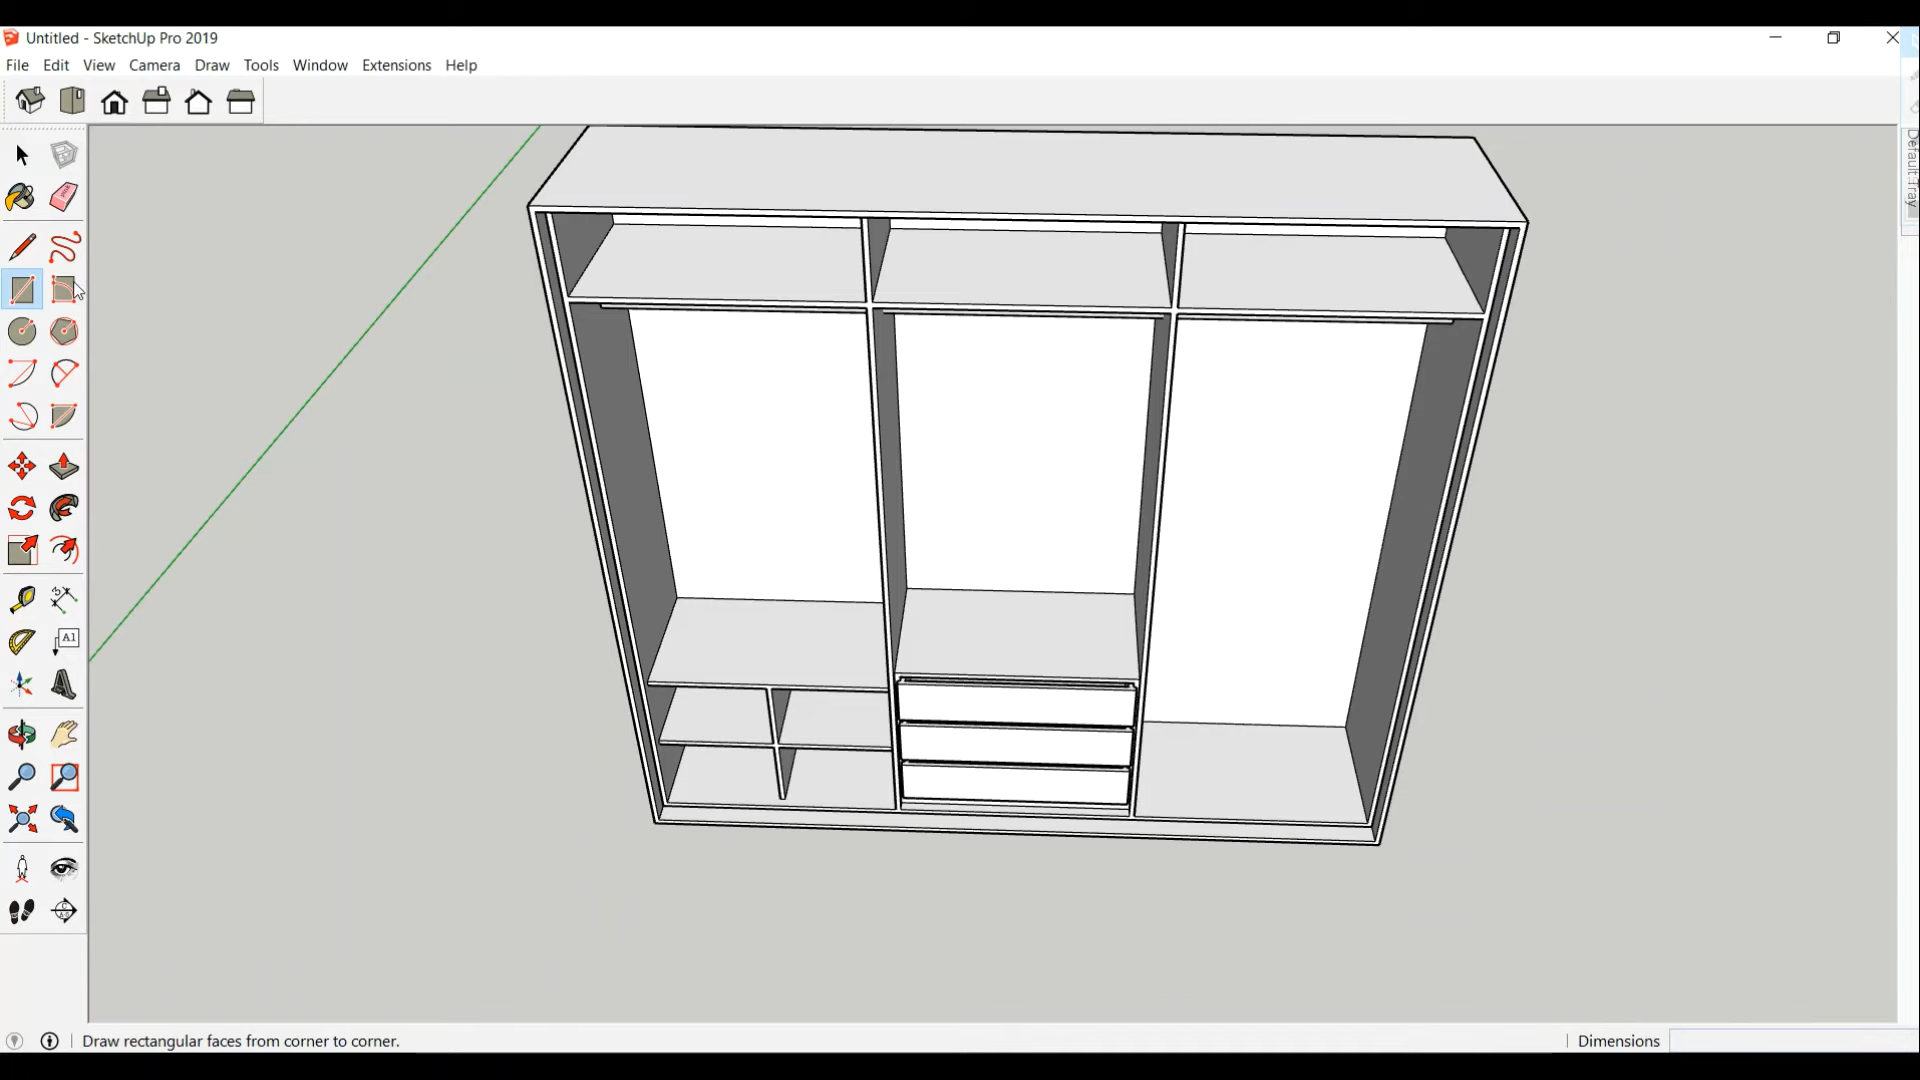 Untitled - SketchUp Pro 2019
File Edit View Camera Draw Tools Window Extensions Help
Default Tray
A1
Draw rectangular faces from corner to corner.
Dimensions